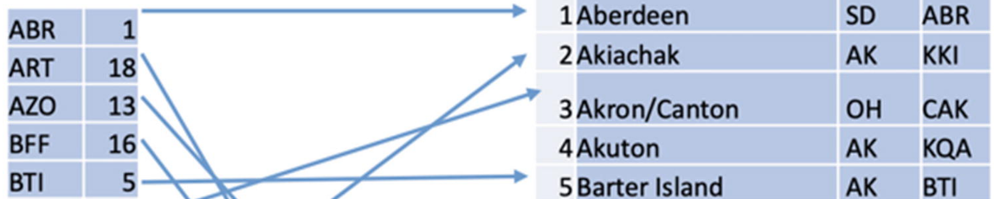 ABR 1
ART 18
AZO 13
BFF 16
BTI 5
1 Aberdeen SD ABR
2 Akiachak AK KKI
3 Akron/Canton OH CAK
4 Akuton AK KQA
5 Barter Island AK BTI